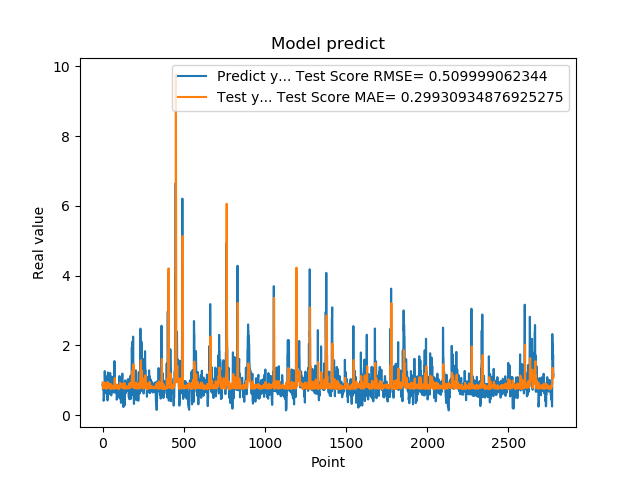 Model predict
Predict y... Test Score RMSE= 0.509999062344
Test y... Test Score MAE= 0.29930934876925275
Real value
10
8
6
4
2
0
0 500 1000 1500 2000 2500
Point